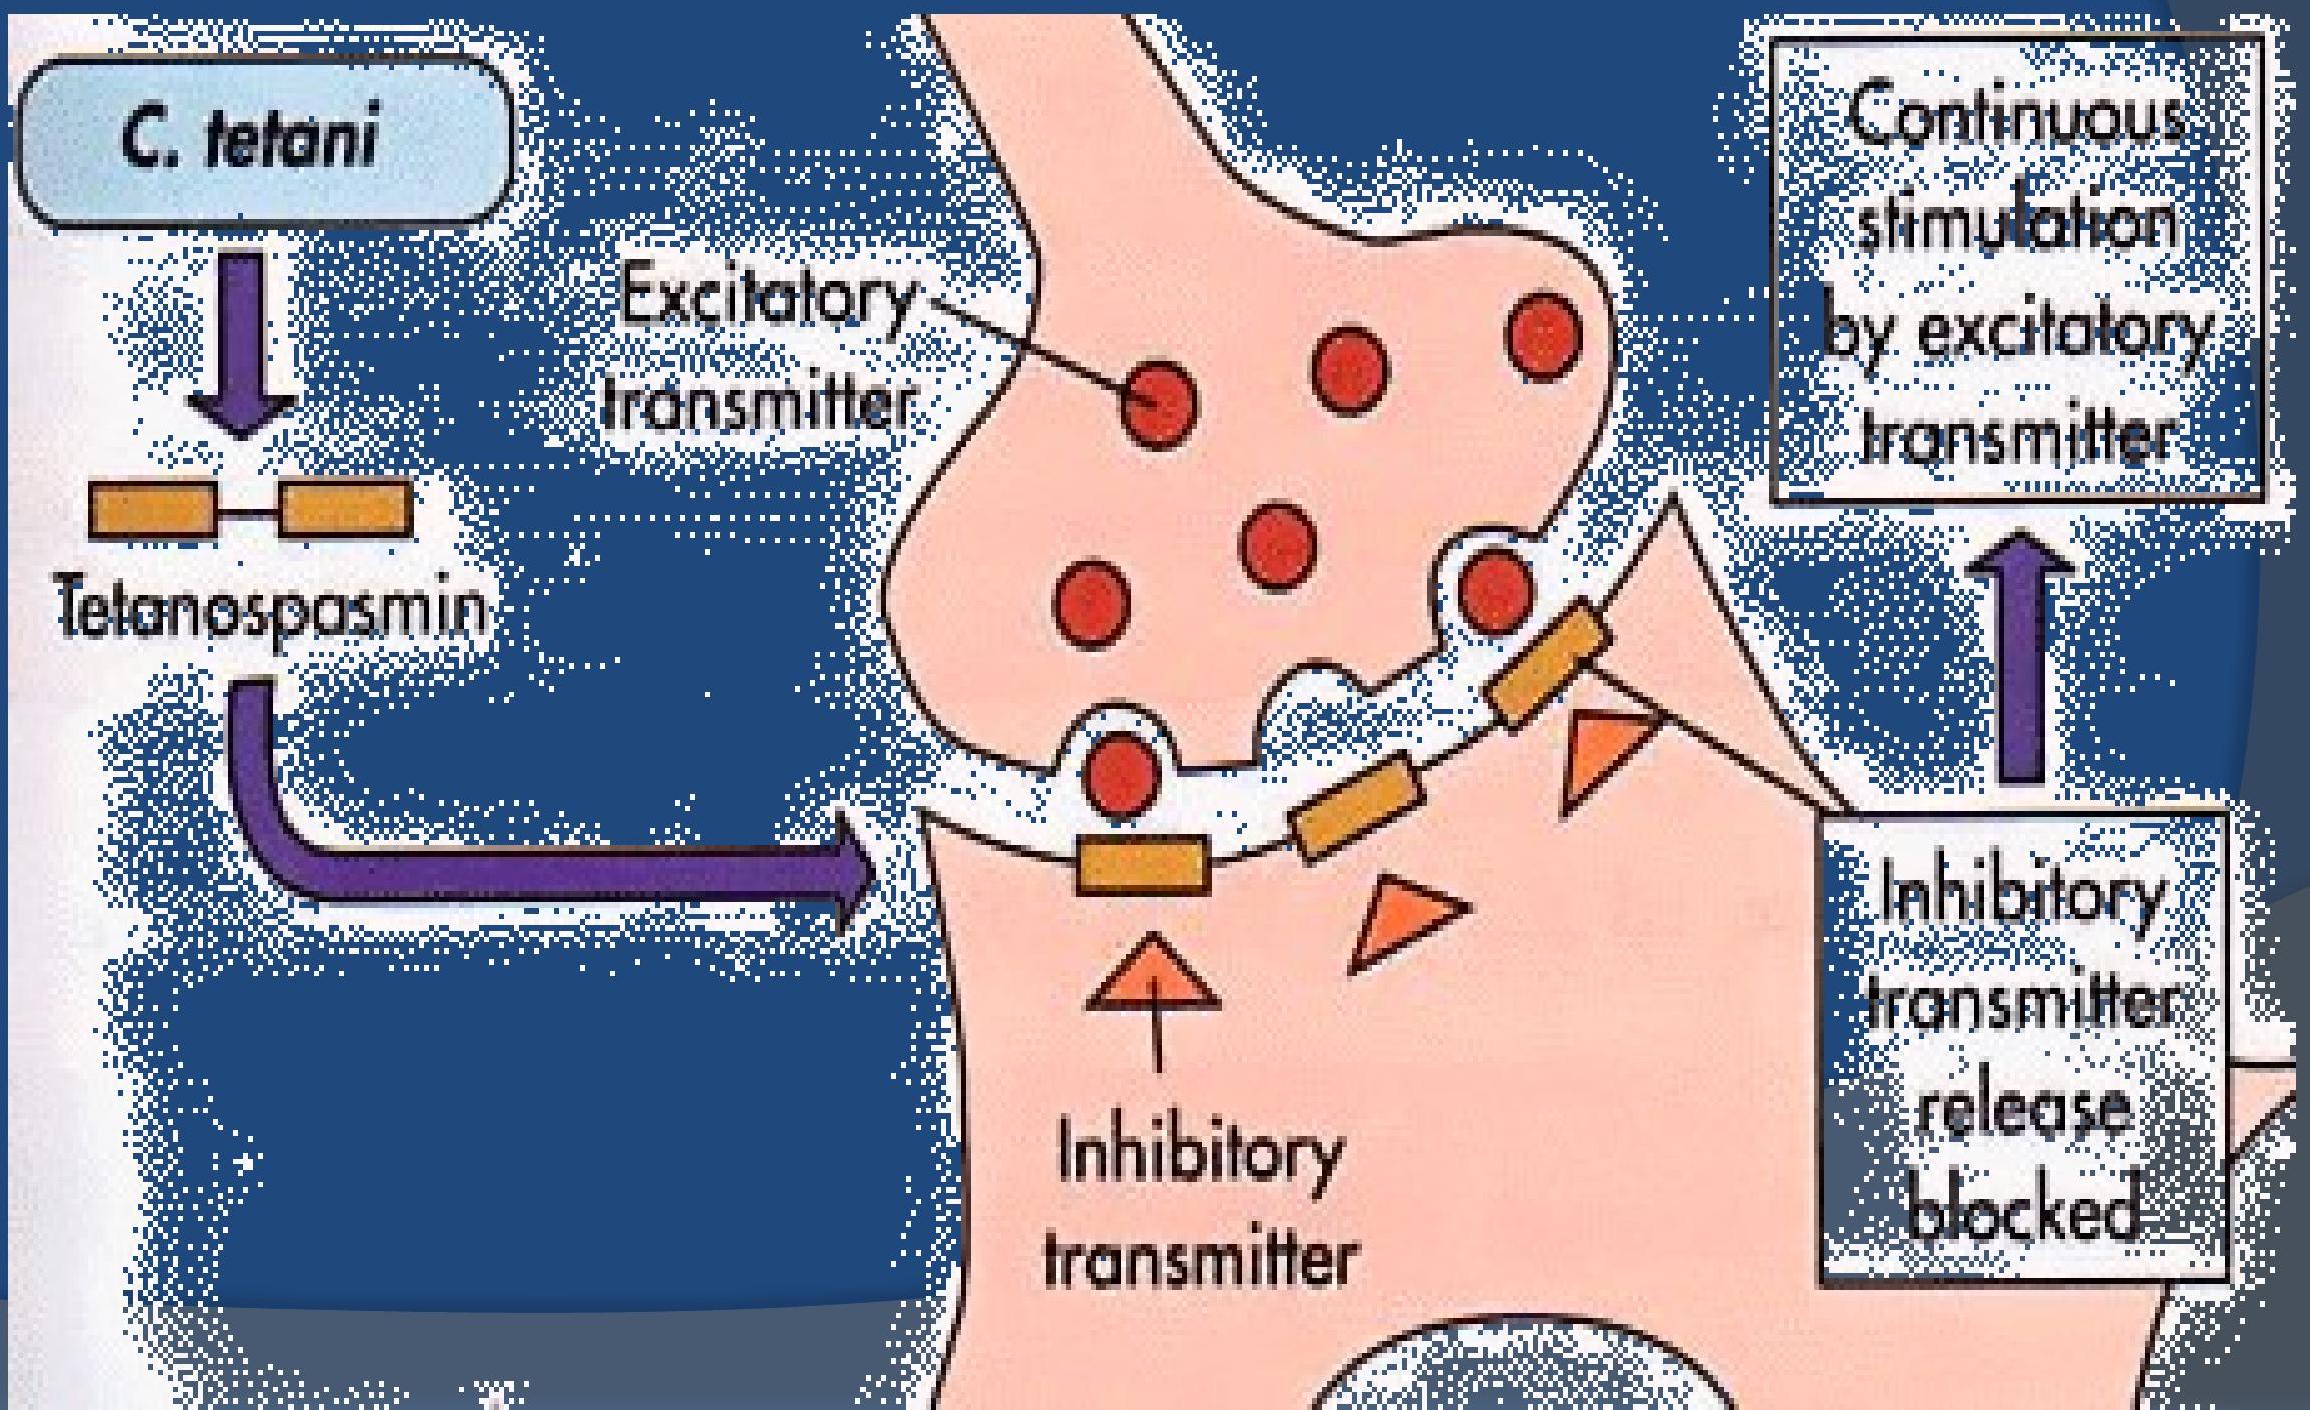 C. tetani
Tetanospasmin
Excitatory
transmitter
Inhibitory
transmitter
Continuous
stimulation
by excitatory
transmitter
Inhibitory
transmitter
release
blocked